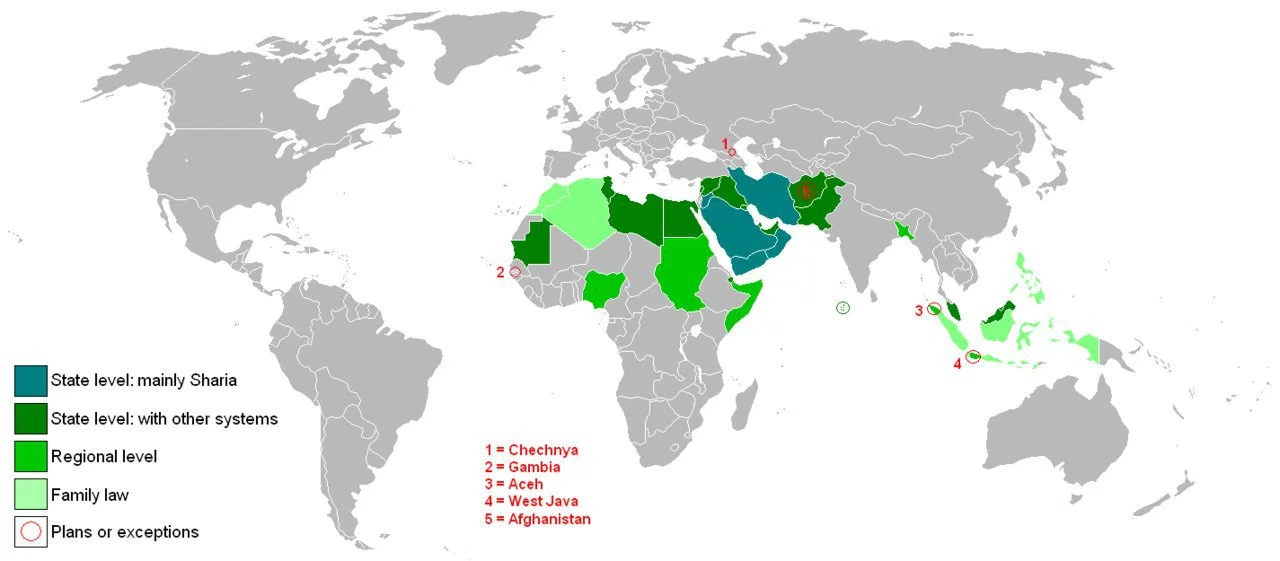 1
2
3
4
State level: mainly Sharia
State level: with other systems
Regional level
Family law
Plans or exceptions
1 = Chechnya
2 = Gambia
3 = Aceh
4 = West Java
5 = Afghanistan